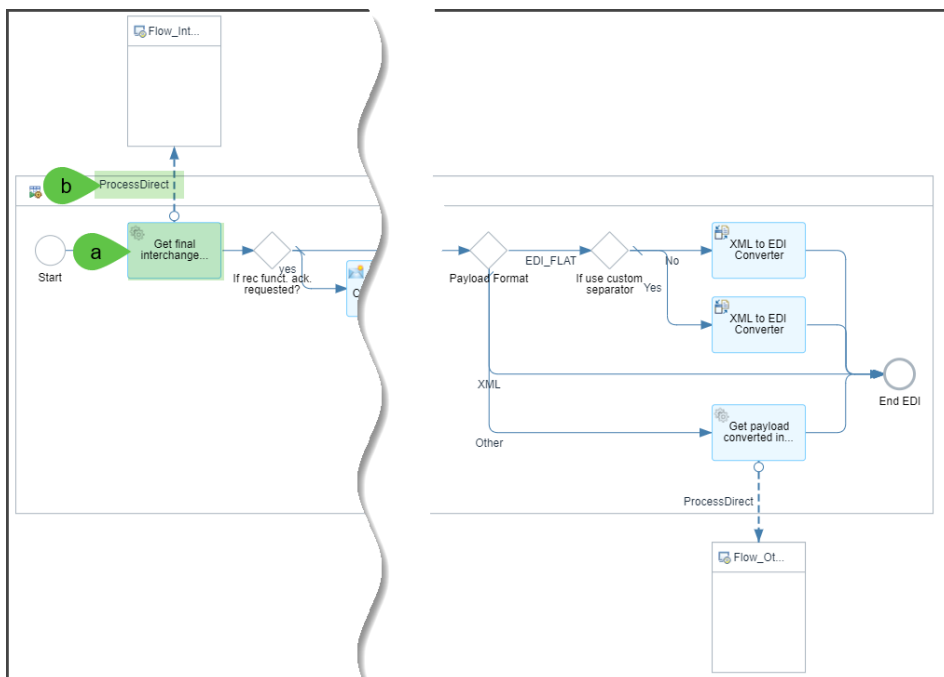 Flow_Int...
b
ProcessDirect
a
Get final
interchange...
Start
yes
If rec funct. ack.
requested?
Payload Format
EDI_FLAT
If use custom
separator
No
Yes
XML to EDI
Converter
XML to EDI
Converter
XML
End EDI
Other
Get payload
converted in...
ProcessDirect
Flow_Ot...